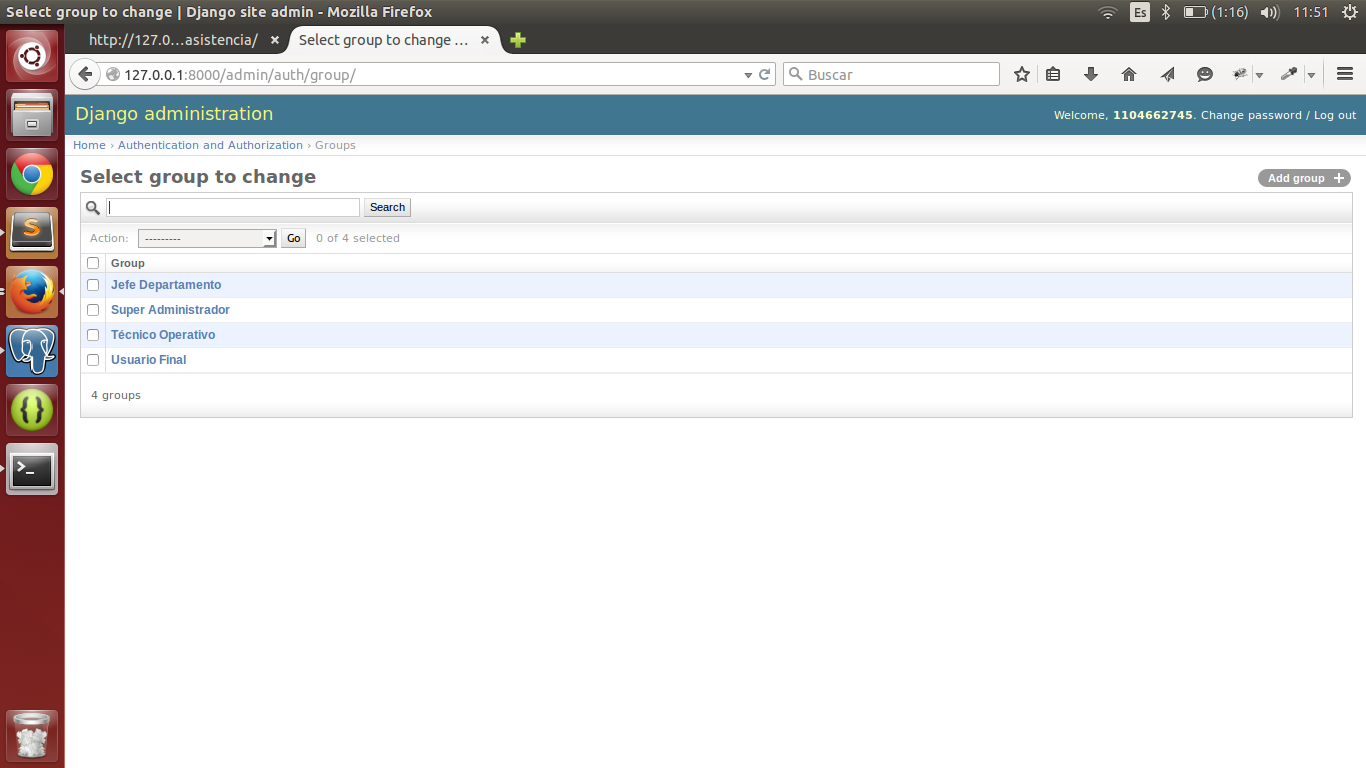 Select group to change | Django site admin - Mozilla Firefox
Es
(1:16)
11:51
http://127.0...asistencia/
Select group to change ...
127.0.0.1:8000/admin/auth/group/
Buscar
Django administration
Welcome, 1104662745. Change password / Log out
Home › Authentication and Authorization › Groups
Select group to change
Add group +
Search
Action:
---------
Go
0 of 4 selected
Group
Jefe Departamento
Super Administrador
Técnico Operativo
Usuario Final
4 groups